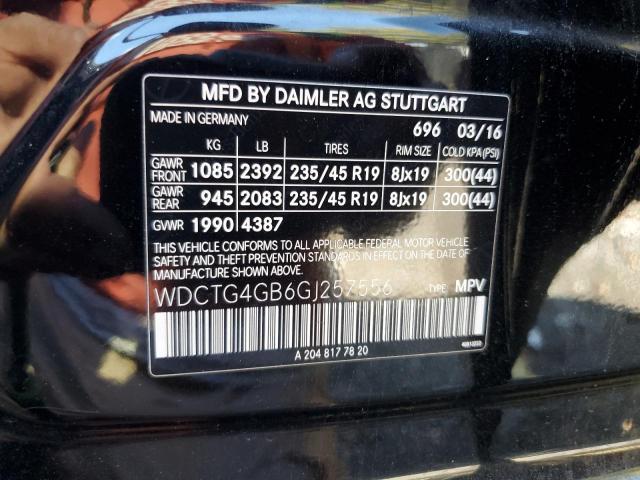 MFD BY DAIMLER AG STUTTGART
MADE IN GERMANY 696 03/16
KG LB TIRES RIM SIZE COLD KPA (PSI)
GAWR FRONT 1085 2392 235/45 R19 8Jx19 300(44)
GAWR REAR 945 2083 235/45 R19 8Jx19 300(44)
GVWR 1990 4387
THIS VEHICLE CONFORMS TO ALL APPLICABLE FEDERAL MOTOR VEHICLE
SAFETY AND THEFT PREVENTION STANDARDS IN EFFECT ON THE DATE OF
MANUFACTURE SHOWN ABOVE.
WDCTG4GB6GJ257556 TYPE MPV
A 204 817 78 20